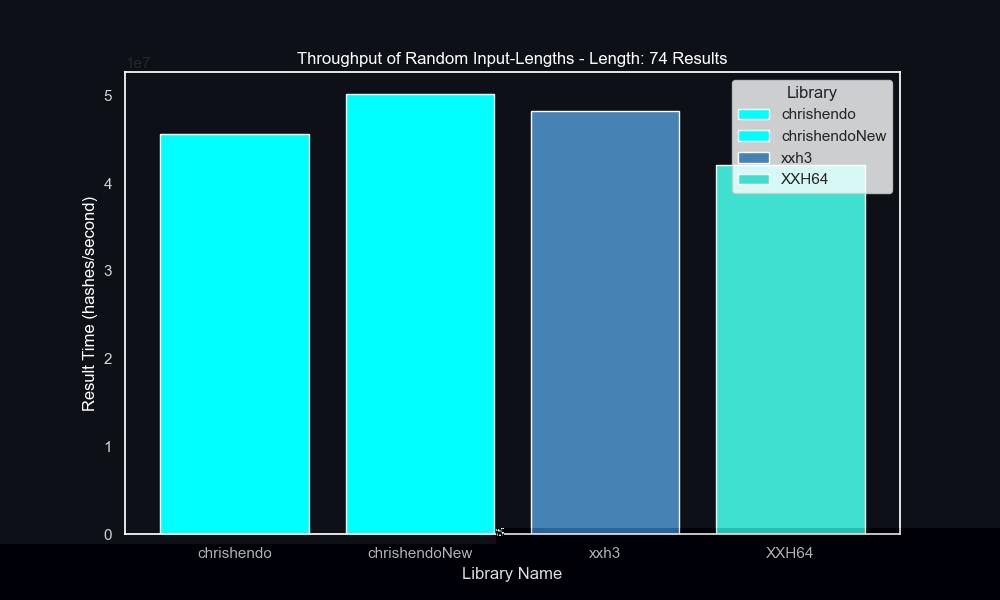 Throughput of Random Input-Lengths - Length: 74 Results
1e7
5
4
3
2
1
0
Result Time (hashes/second)
Library
chrishendo
chrishendoNew
xxh3
XXH64
chrishendo
chrishendoNew
xxh3
XXH64
Library Name